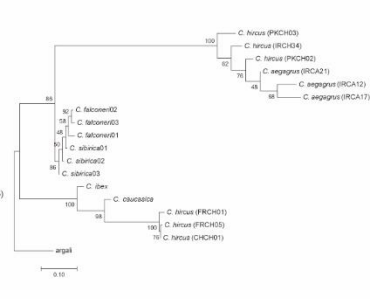 C. hircus (PKCH03)
100
C. hircus (IRCH34)
62
C. hircus (PKCH02)
76
C. aegagrus (IRCA21)
48
C. aegagrus (IRCA12)
98
C. aegagrus (IRCA17)
86
92 C. falconeri02
58 C. falconeri03
48 C. falconeri01
50 C. sibirica01
C. sibirica02
86 C. sibirica03
C. ibex
100 C. caucasica
98
C. hircus (FRCH01)
100 C. hircus (FRCH05)
76 C. hircus (CHCH01)
argali
0.10